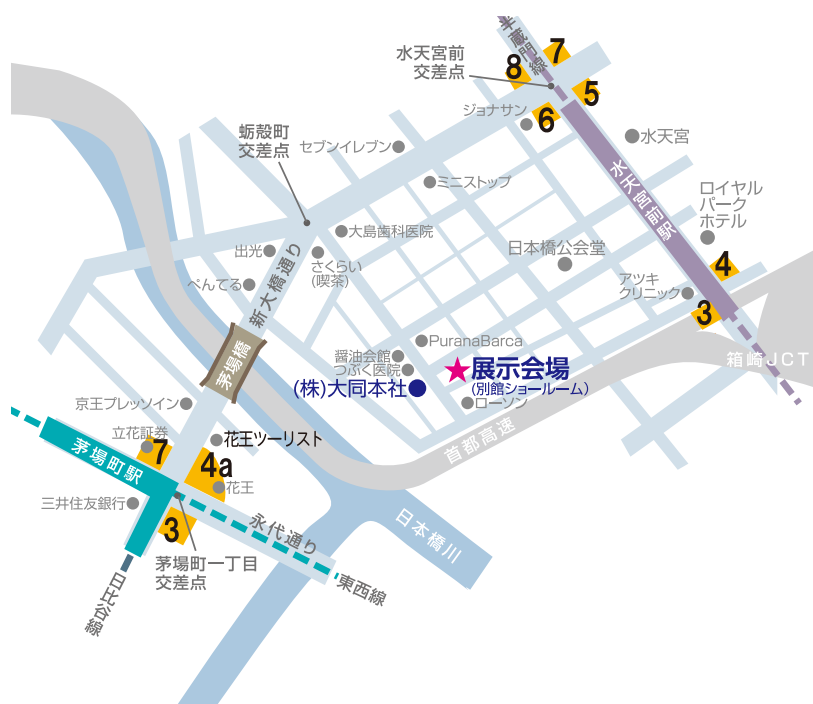 半蔵門線
水天宮前
交差点
7
8
5
6
ジョナサン
水天宮
蛎殻町
交差点
セブンイレブン
ミニストップ
水天宮前駅
ロイヤル
パーク
ホテル
大島歯科医院
日本橋公会堂
出光
さくらい
(喫茶)
ぺんてる
新大橋通り
アツキ
クリニック
4
3
PuranaBarca
箱崎JCT
醤油会館
つぶく医院
展示会場
(別館ショールーム)
(株)大同本社
ローソン
茅場橋
首都高速
京王プレッソイン
立花証券
花王ツーリスト
7
4a
茅場町駅
花王
三井住友銀行
3
永代通り
日本橋川
茅場町一丁目
交差点
東西線
日比谷線